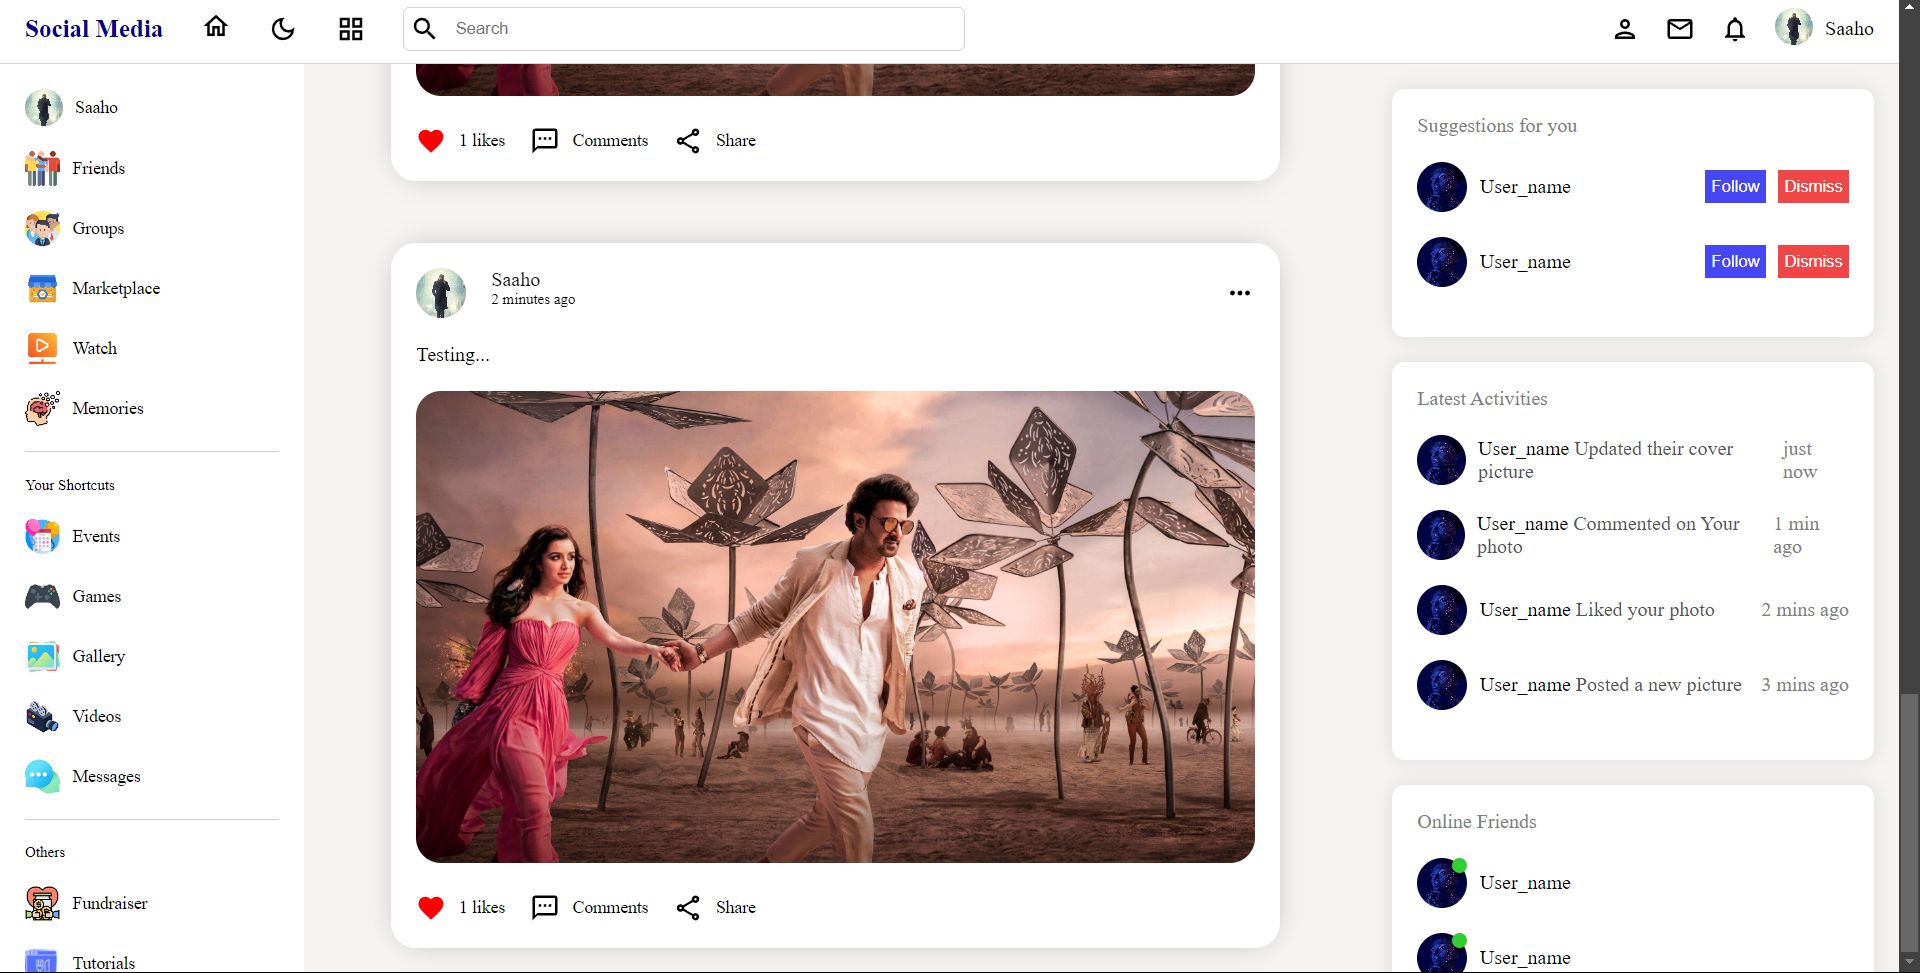 Social Media
Search
Saaho
Saaho
Friends
Groups
Marketplace
Watch
Memories
Your Shortcuts
Events
Games
Gallery
Videos
Messages
Others
Fundraiser
Tutorials
1 likes
Comments
Share
Saaho
2 minutes ago
Testing...
1 likes
Comments
Share
Suggestions for you
User_name
Follow
Dismiss
User_name
Follow
Dismiss
Latest Activities
User_name Updated their cover
picture
just
now
User_name Commented on Your
photo
1 min
ago
User_name Liked your photo
2 mins ago
User_name Posted a new picture
3 mins ago
Online Friends
User_name
User_name